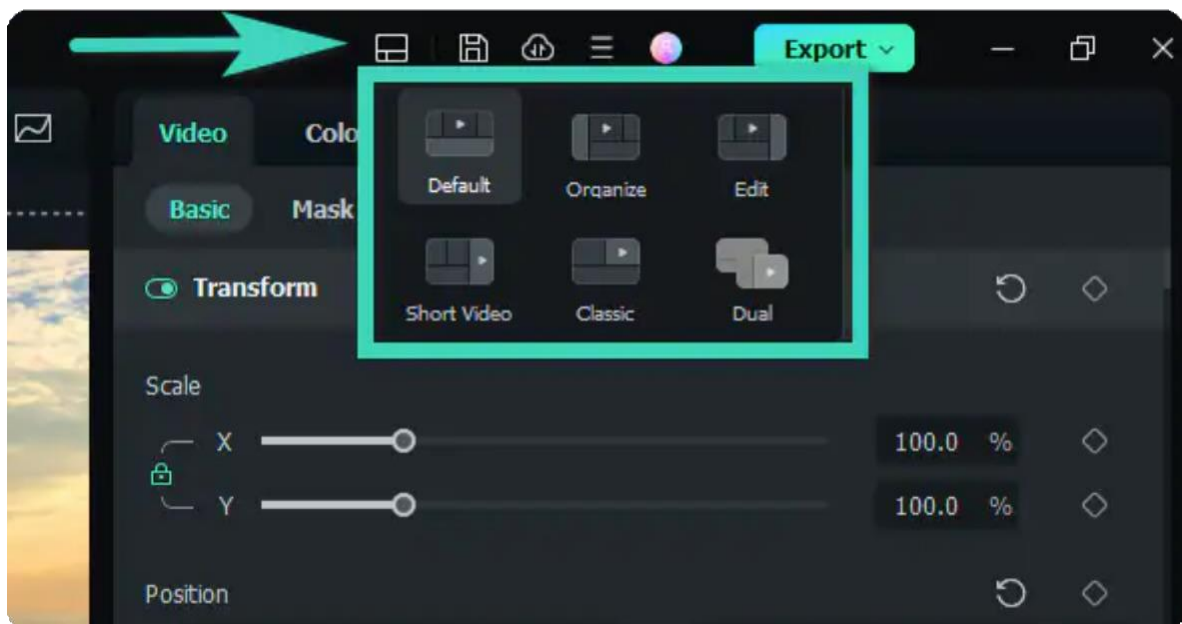 Export
Video Colo
Default Organize Edit
Basic Mask
Transform
Short Video Classic Dual
Scale
X 100.0 %
Y 100.0 %
Position